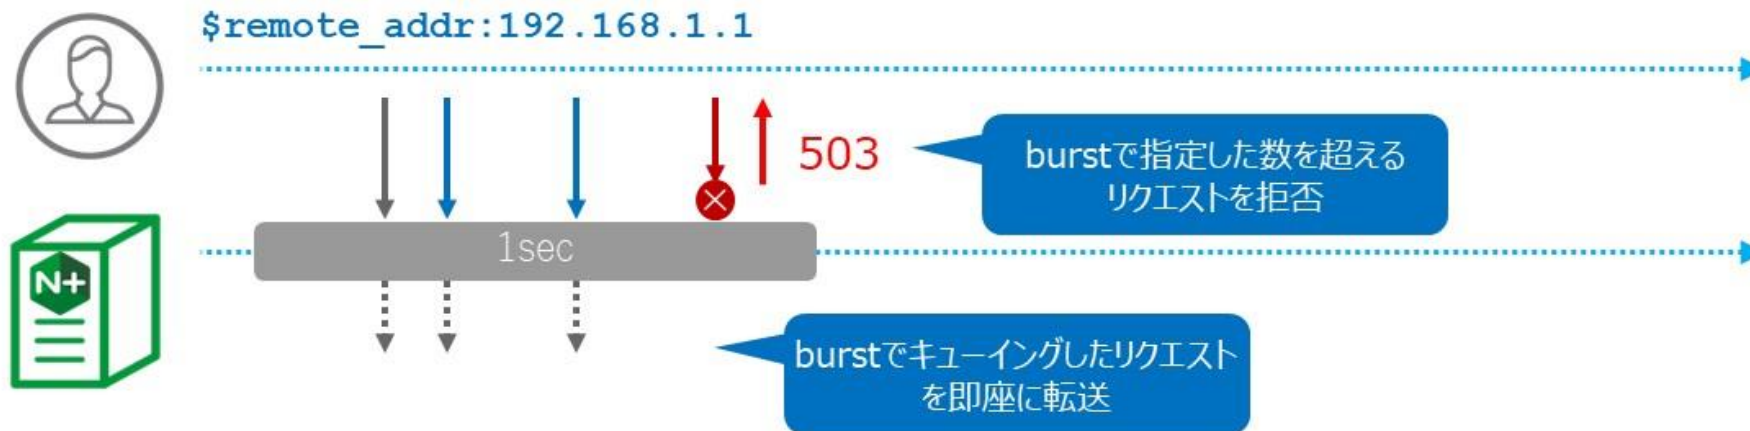 $remote_addr:192.168.1.1
503
burstで指定した数を超える
リクエストを拒否
1sec
N+
burstでキューイングしたリクエスト
を即座に転送